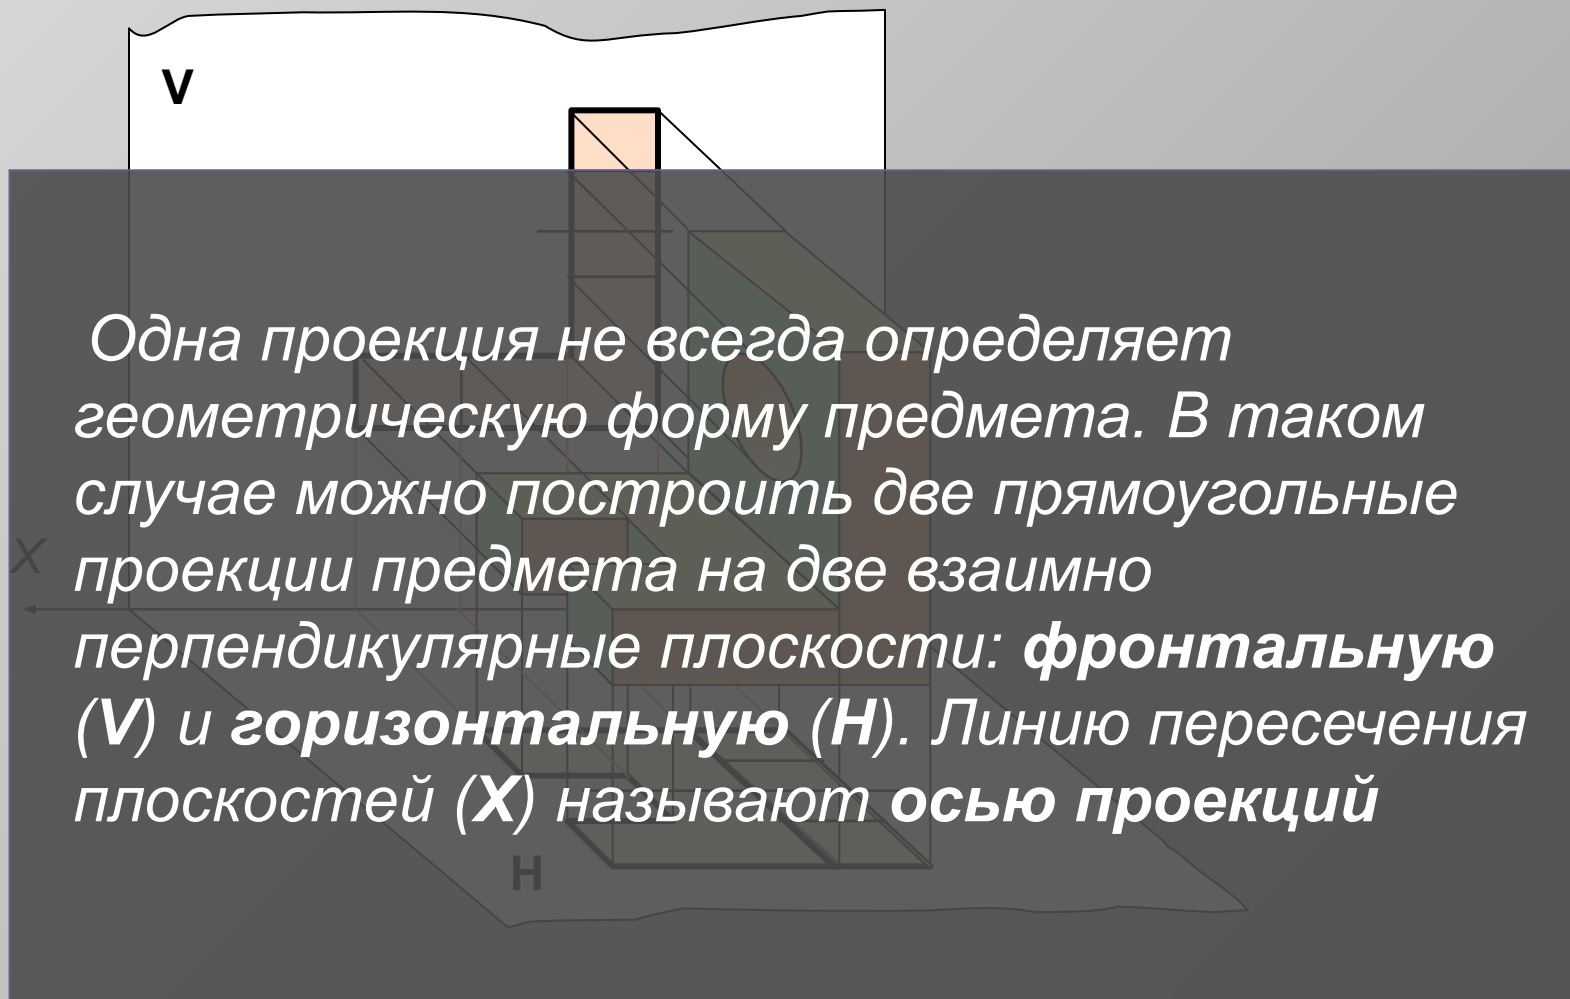 V
Одна проекция не всегда определяет
геометрическую форму предмета. В таком
случае можно построить две прямоугольные
проекции предмета на две взаимно
X
перпендикулярные плоскости: фронтальную
(V) и горизонтальную (H). Линию пересечения
плоскостей (X) называют осью проекций
H